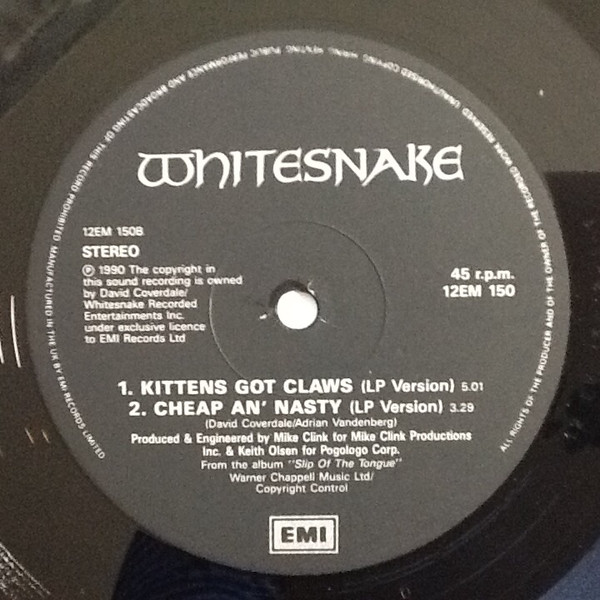 WHITESNAKE
12EM 150B
STEREO
℗ 1990 The copyright in
this sound recording is owned
by David Coverdale/
Whitesnake Recorded
Entertainments Inc.
under exclusive licence
to EMI Records Ltd
45 r.p.m.
12EM 150
1. KITTENS GOT CLAWS (LP Version) 5.01
2. CHEAP AN' NASTY (LP Version) 3.29
(David Coverdale/Adrian Vandenberg)
Produced & Engineered by Mike Clink for Mike Clink Productions
Inc. & Keith Olsen for Pogologo Corp.
From the album "Slip Of The Tongue"
Warner Chappell Music Ltd/
Copyright Control
EMI
ALL RIGHTS OF THE PRODUCER AND OF THE OWNER OF THE RECORDED WORK RESERVED. UNAUTHORISED COPYING, HIRING, RENTING, PUBLIC PERFORMANCE AND BROADCASTING OF THIS RECORD PROHIBITED. MANUFACTURED IN THE UK BY EMI RECORDS LIMITED